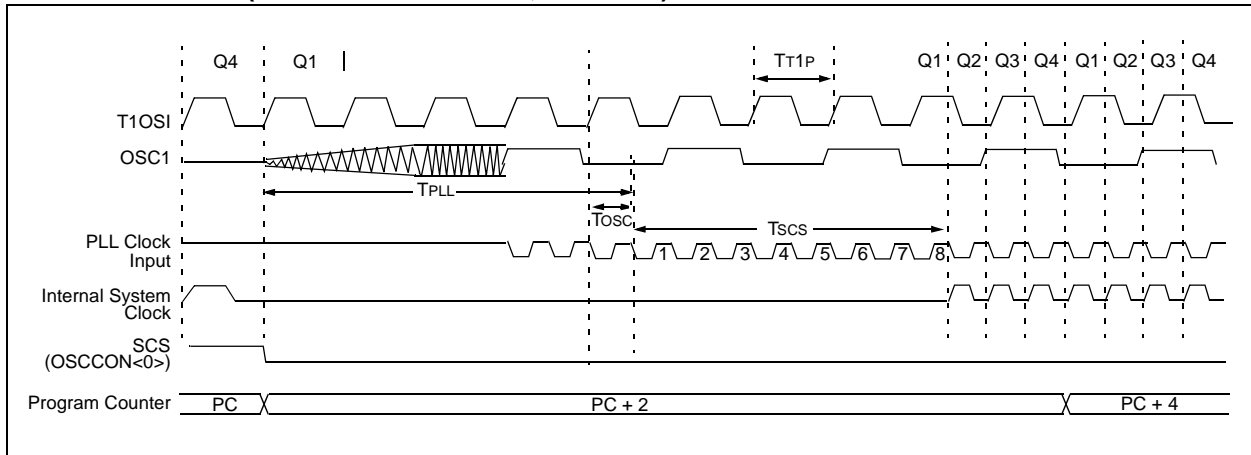 Q4 Q1 TT1P Q1 Q2 Q3 Q4 Q1 Q2 Q3 Q4
T1OSI
OSC1
TPLL
TOSC
TSCS
PLL Clock
Input
1 2 3 4 5 6 7 8
Internal System
Clock
SCS
(OSCCON<0>)
Program Counter PC PC + 2 PC + 4